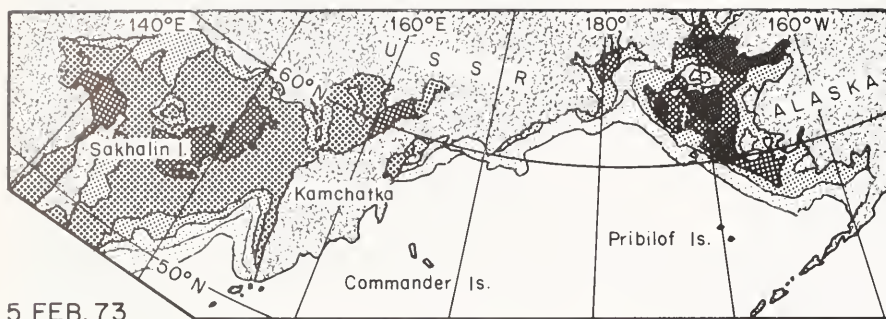 140°E
160°E
180°
160°W
U S S R
60°N
ALASKA
Sakhalin I.
Kamchatka
Pribilof Is.
50°N
Commander Is.
5 FEB. 73